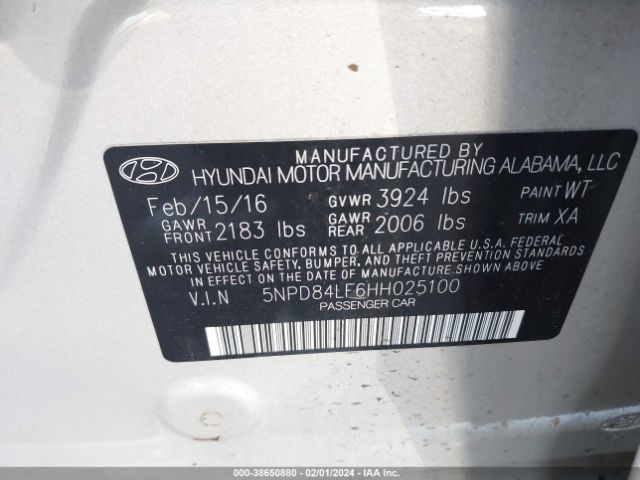 MANUFACTURED BY
HYUNDAI MOTOR MANUFACTURING ALABAMA, LLC
Feb/15/16 GVWR 3924 lbs PAINT WT
GAWR FRONT 2183 lbs GAWR REAR 2006 lbs TRIM XA
THIS VEHICLE CONFORMS TO ALL APPLICABLE U.S.A. FEDERAL
MOTOR VEHICLE SAFETY, BUMPER, AND THEFT PREVENTION STANDARDS
IN EFFECT ON THE DATE OF MANUFACTURE SHOWN ABOVE
V.I.N 5NPD84LF6HH025100
PASSENGER CAR
000-38650880 - 02/01/2024 - IAA Inc.